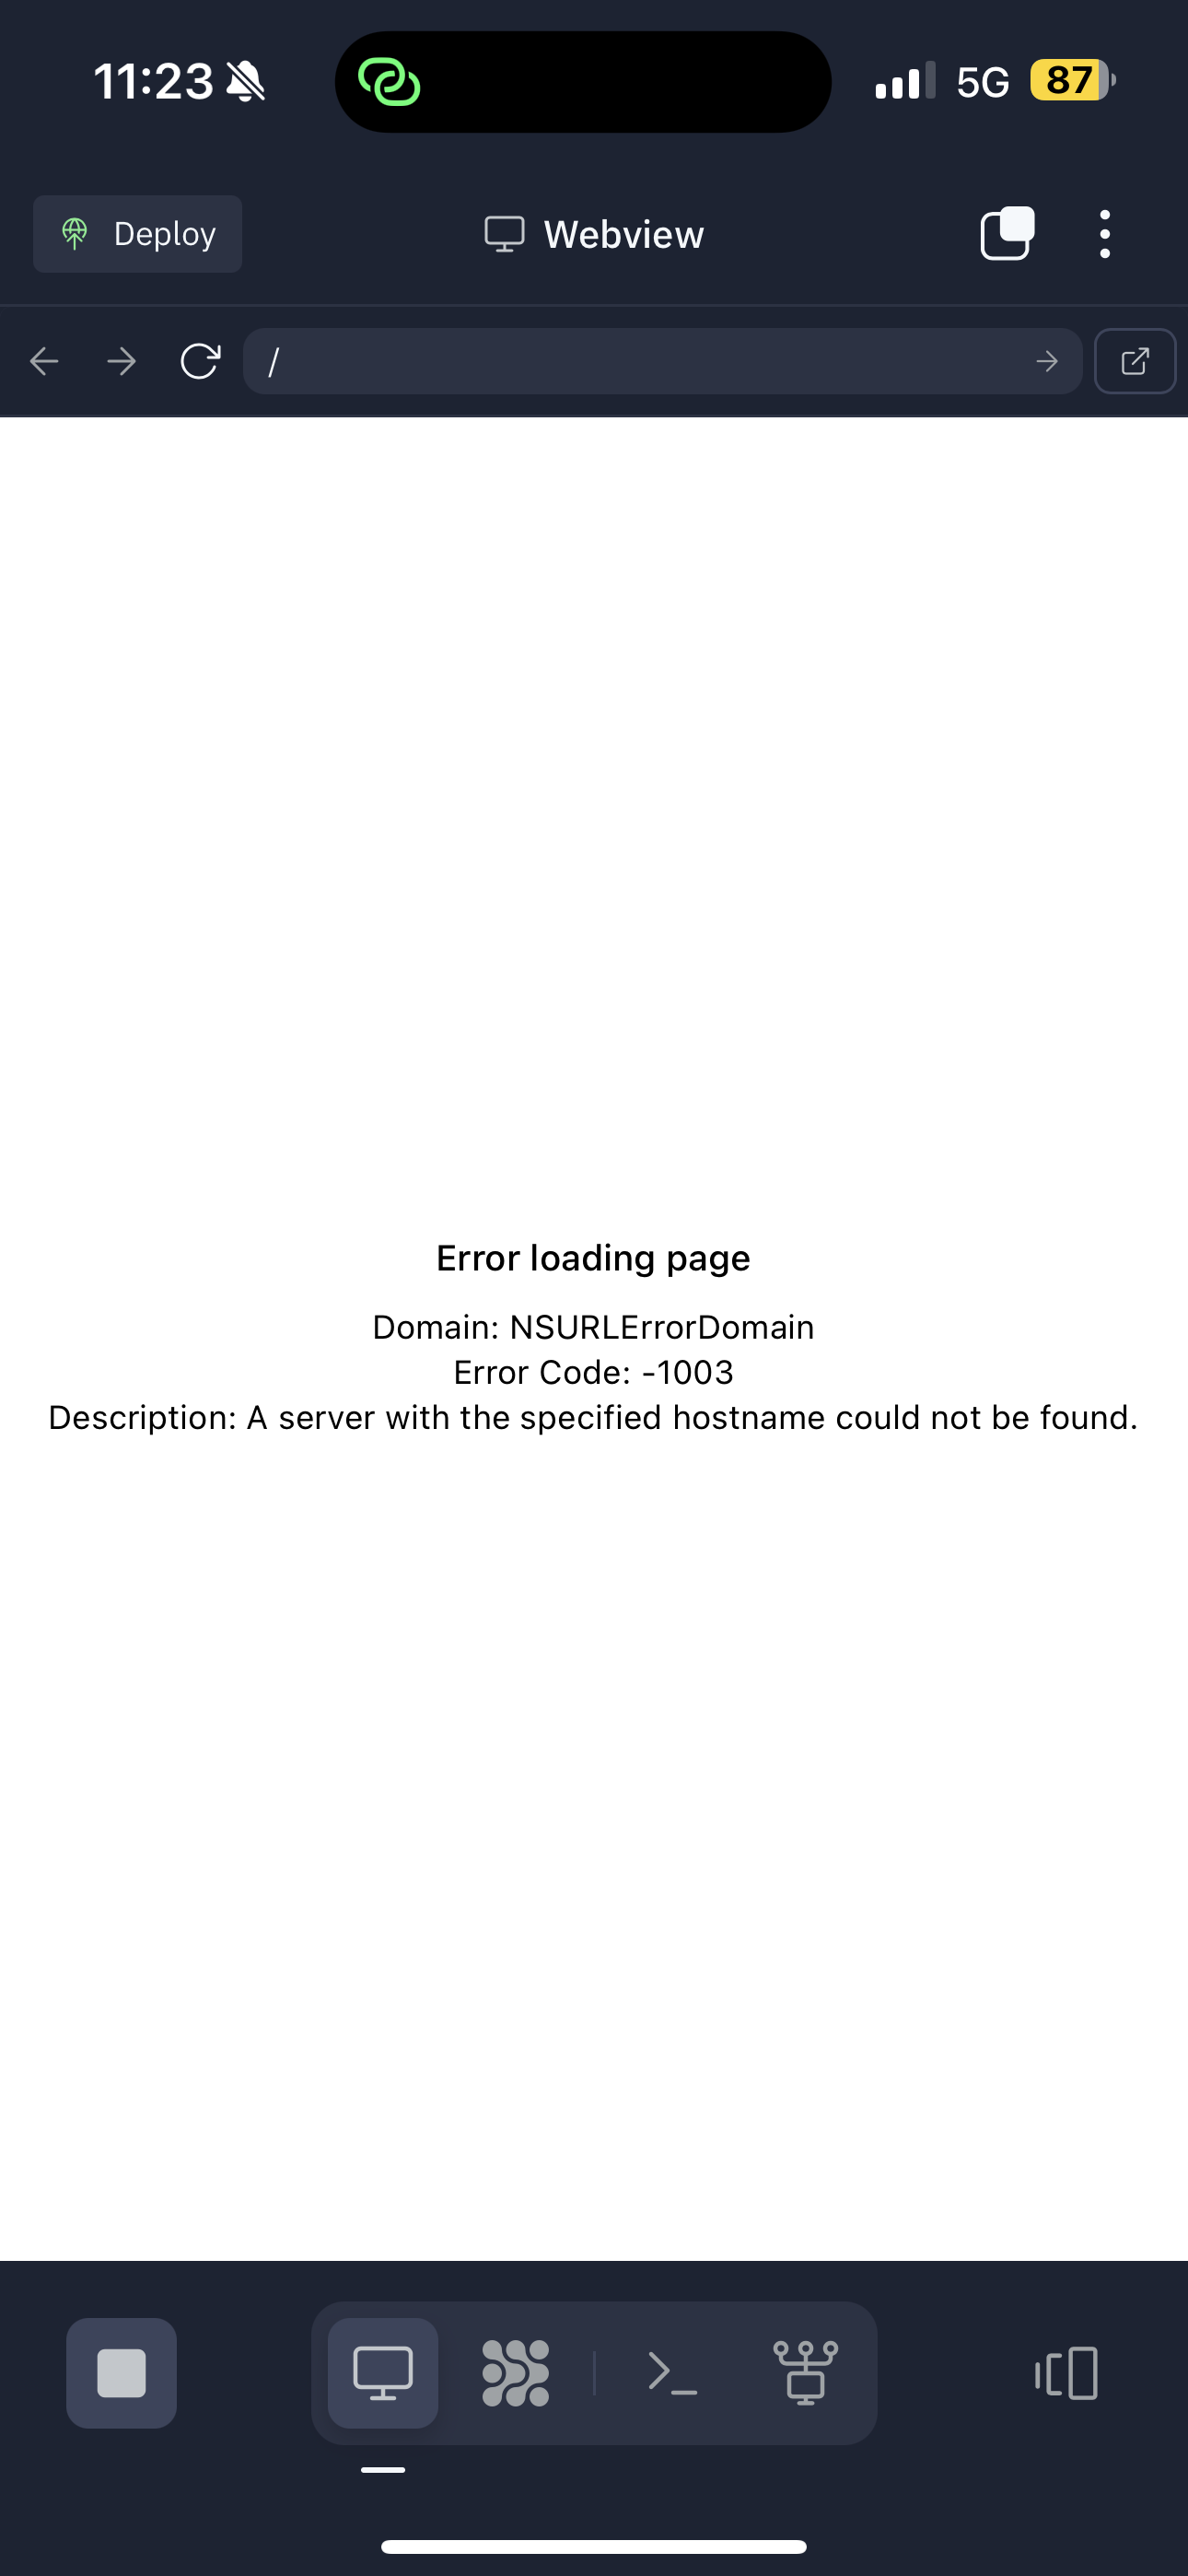 11:23
5G
87
Deploy
Webview
/
Error loading page
Domain: NSURLErrorDomain
Error Code: -1003
Description: A server with the specified hostname could not be found.